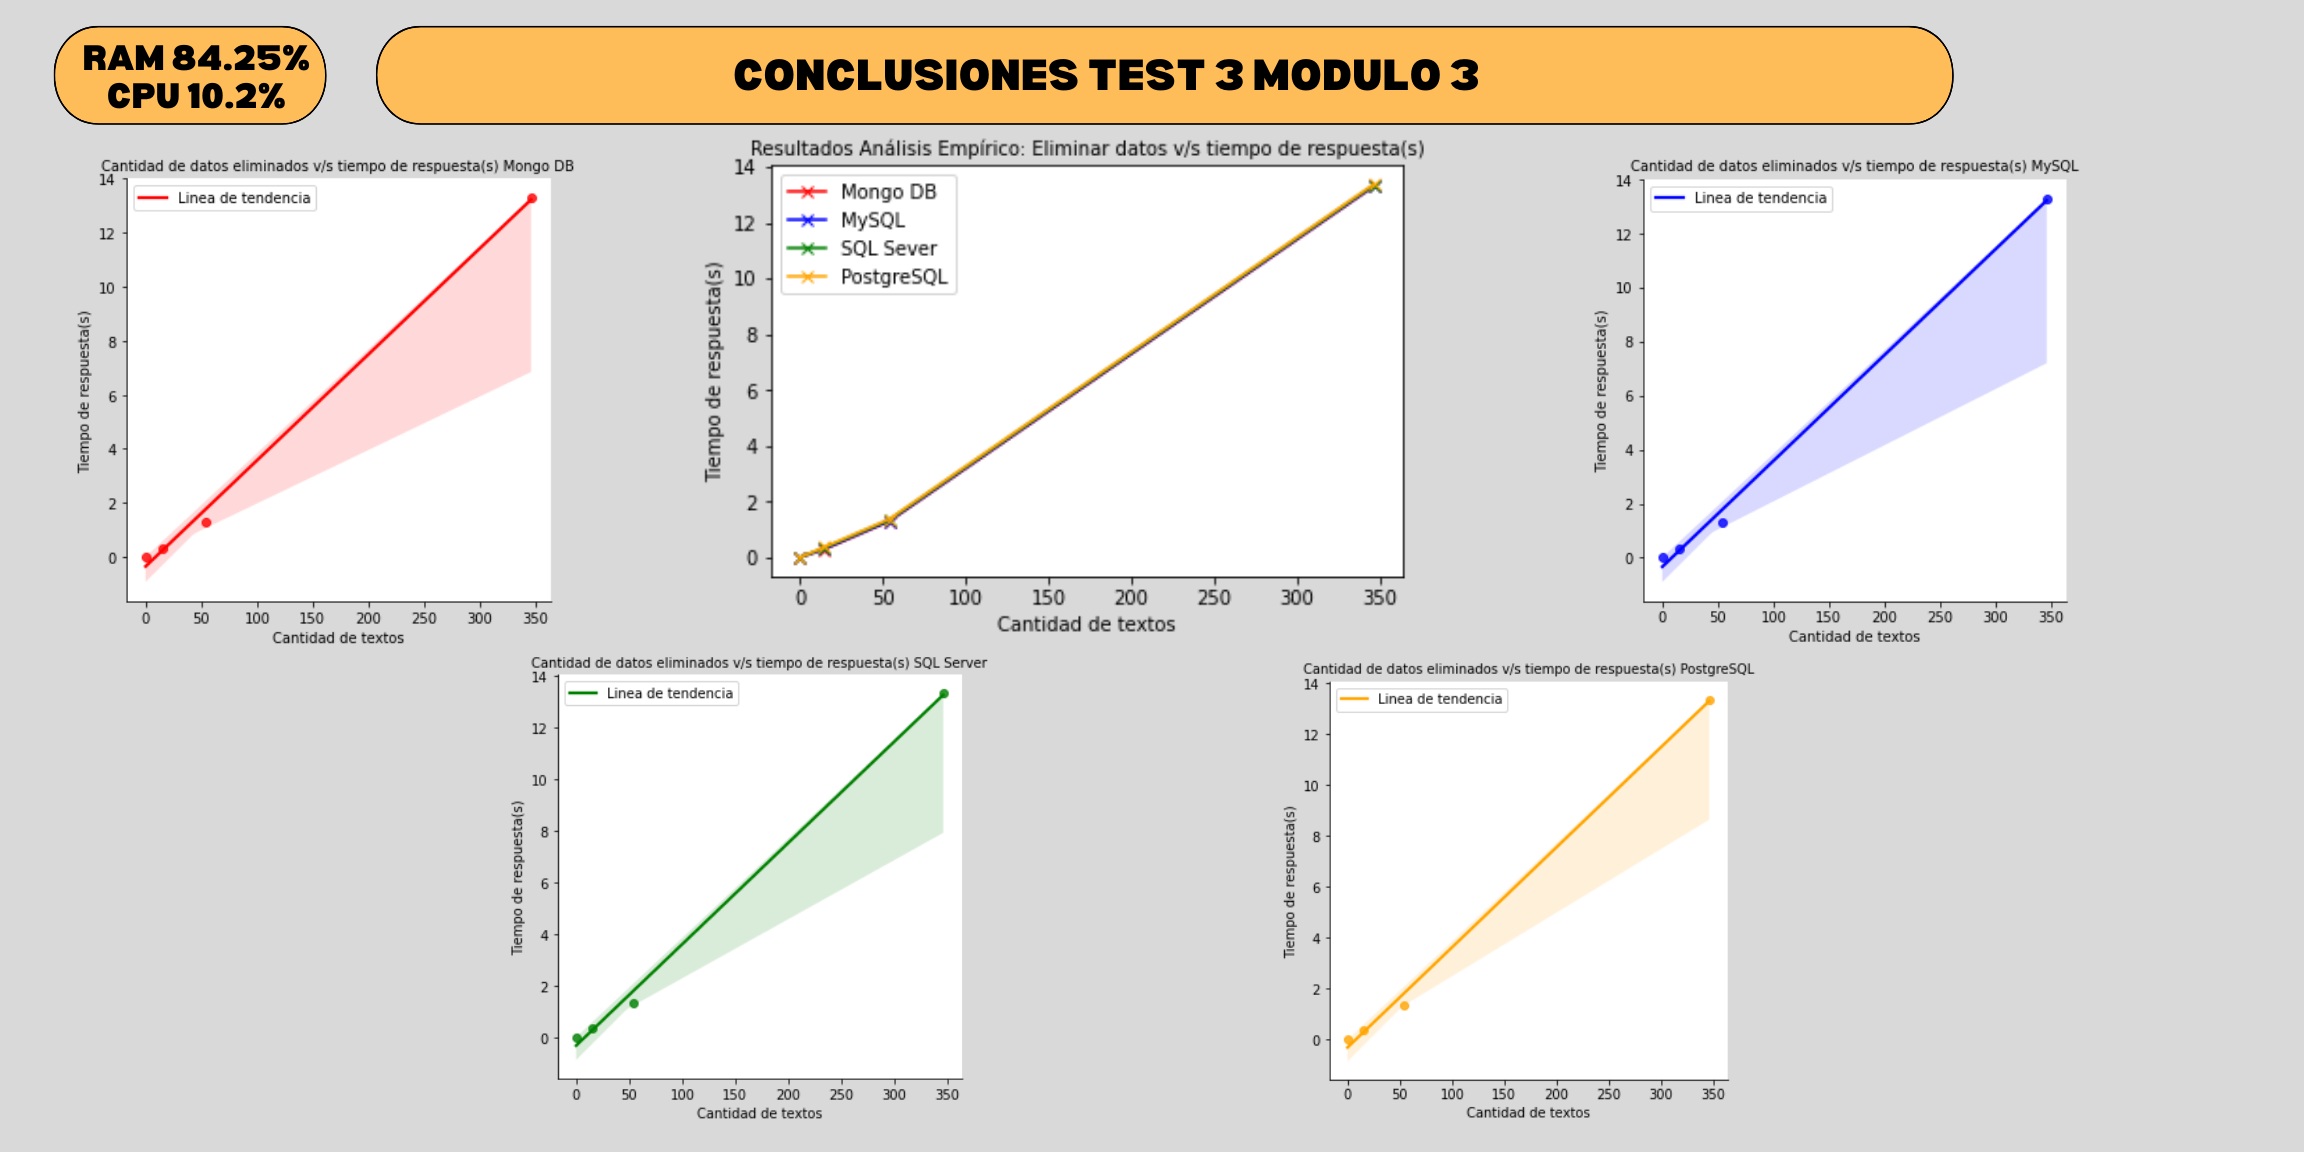 RAM 84.25%
CPU 10.2%
CONCLUSIONES TEST 3 MODULO 3
Cantidad de datos eliminados v/s tiempo de respuesta(s) Mongo DB
Linea de tendencia
14
12
10
8
6
4
2
0
Tiempo de respuesta(s)
0 50 100 150 200 250 300 350
Cantidad de textos
Resultados Análisis Empírico: Eliminar datos v/s tiempo de respuesta(s)
Mongo DB
MySQL
SQL Sever
PostgreSQL
14
12
10
8
6
4
2
0
Tiempo de respuesta(s)
0 50 100 150 200 250 300 350
Cantidad de textos
Cantidad de datos eliminados v/s tiempo de respuesta(s) MySQL
Linea de tendencia
14
12
10
8
6
4
2
0
Tiempo de respuesta(s)
0 50 100 150 200 250 300 350
Cantidad de textos
Cantidad de datos eliminados v/s tiempo de respuesta(s) SQL Server
Linea de tendencia
14
12
10
8
6
4
2
0
Tiempo de respuesta(s)
0 50 100 150 200 250 300 350
Cantidad de textos
Cantidad de datos eliminados v/s tiempo de respuesta(s) PostgreSQL
Linea de tendencia
14
12
10
8
6
4
2
0
Tiempo de respuesta(s)
0 50 100 150 200 250 300 350
Cantidad de textos